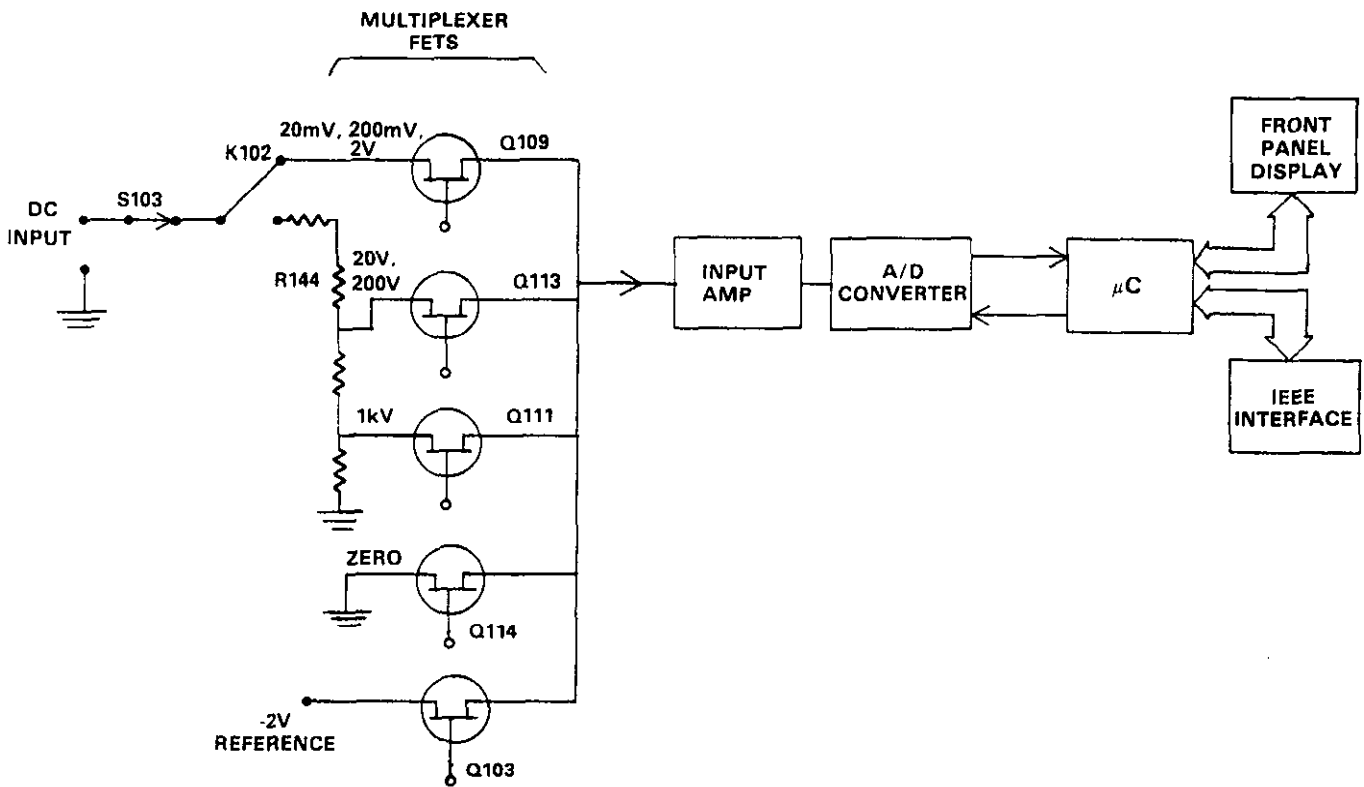 MULTIPLEXER
FETS
20mV, 200mV,
2V
Q109
K102
S103
DC
INPUT
R144
20V,
200V
Q113
1kV
Q111
ZERO
Q114
-2V
REFERENCE
Q103
INPUT
AMP
A/D
CONVERTER
μC
FRONT
PANEL
DISPLAY
IEEE
INTERFACE